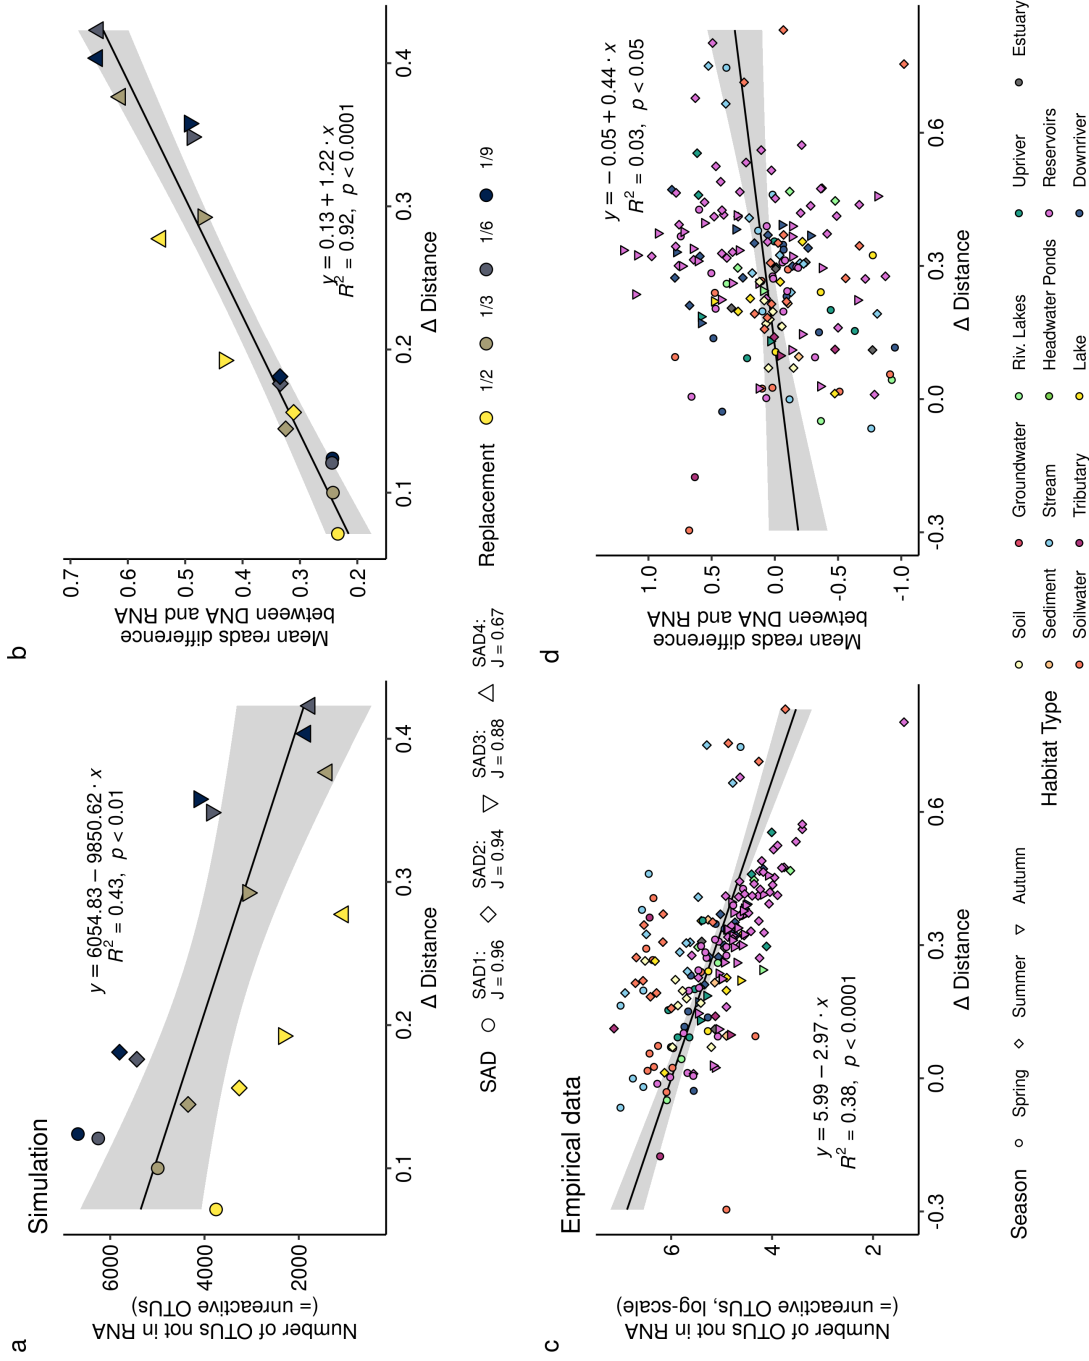 a
Simulation
Number of OTUs not in RNA
(= unreactive OTUs)
6000
4000
2000
y = 6054.83 − 9850.62 · x
R² = 0.43, p < 0.01
0.1
0.2
0.3
0.4
Δ Distance
b
Mean reads difference
between DNA and RNA
0.7
0.6
0.5
0.4
0.3
0.2
y = 0.13 + 1.22 · x
R² = 0.92, p < 0.0001
0.1
0.2
0.3
0.4
Δ Distance
SAD
SAD1:
J = 0.96
SAD2:
J = 0.94
SAD3:
J = 0.88
SAD4:
J = 0.67
Replacement
1/2
1/3
1/6
1/9
c
Empirical data
Number of OTUs not in RNA
(= unreactive OTUs, log-scale)
6
4
2
y = 5.99 − 2.97 · x
R² = 0.38, p < 0.0001
-0.3
0.0
0.3
0.6
Δ Distance
d
Mean reads difference
between DNA and RNA
1.0
0.5
0.0
-0.5
-1.0
y = − 0.05 + 0.44 · x
R² = 0.03, p < 0.05
-0.3
0.0
0.3
0.6
Δ Distance
Season
Spring
Summer
Autumn
Habitat Type
Soil
Groundwater
Riv. Lakes
Upriver
Estuary
Sediment
Stream
Headwater Ponds
Reservoirs
Soilwater
Tributary
Lake
Downriver